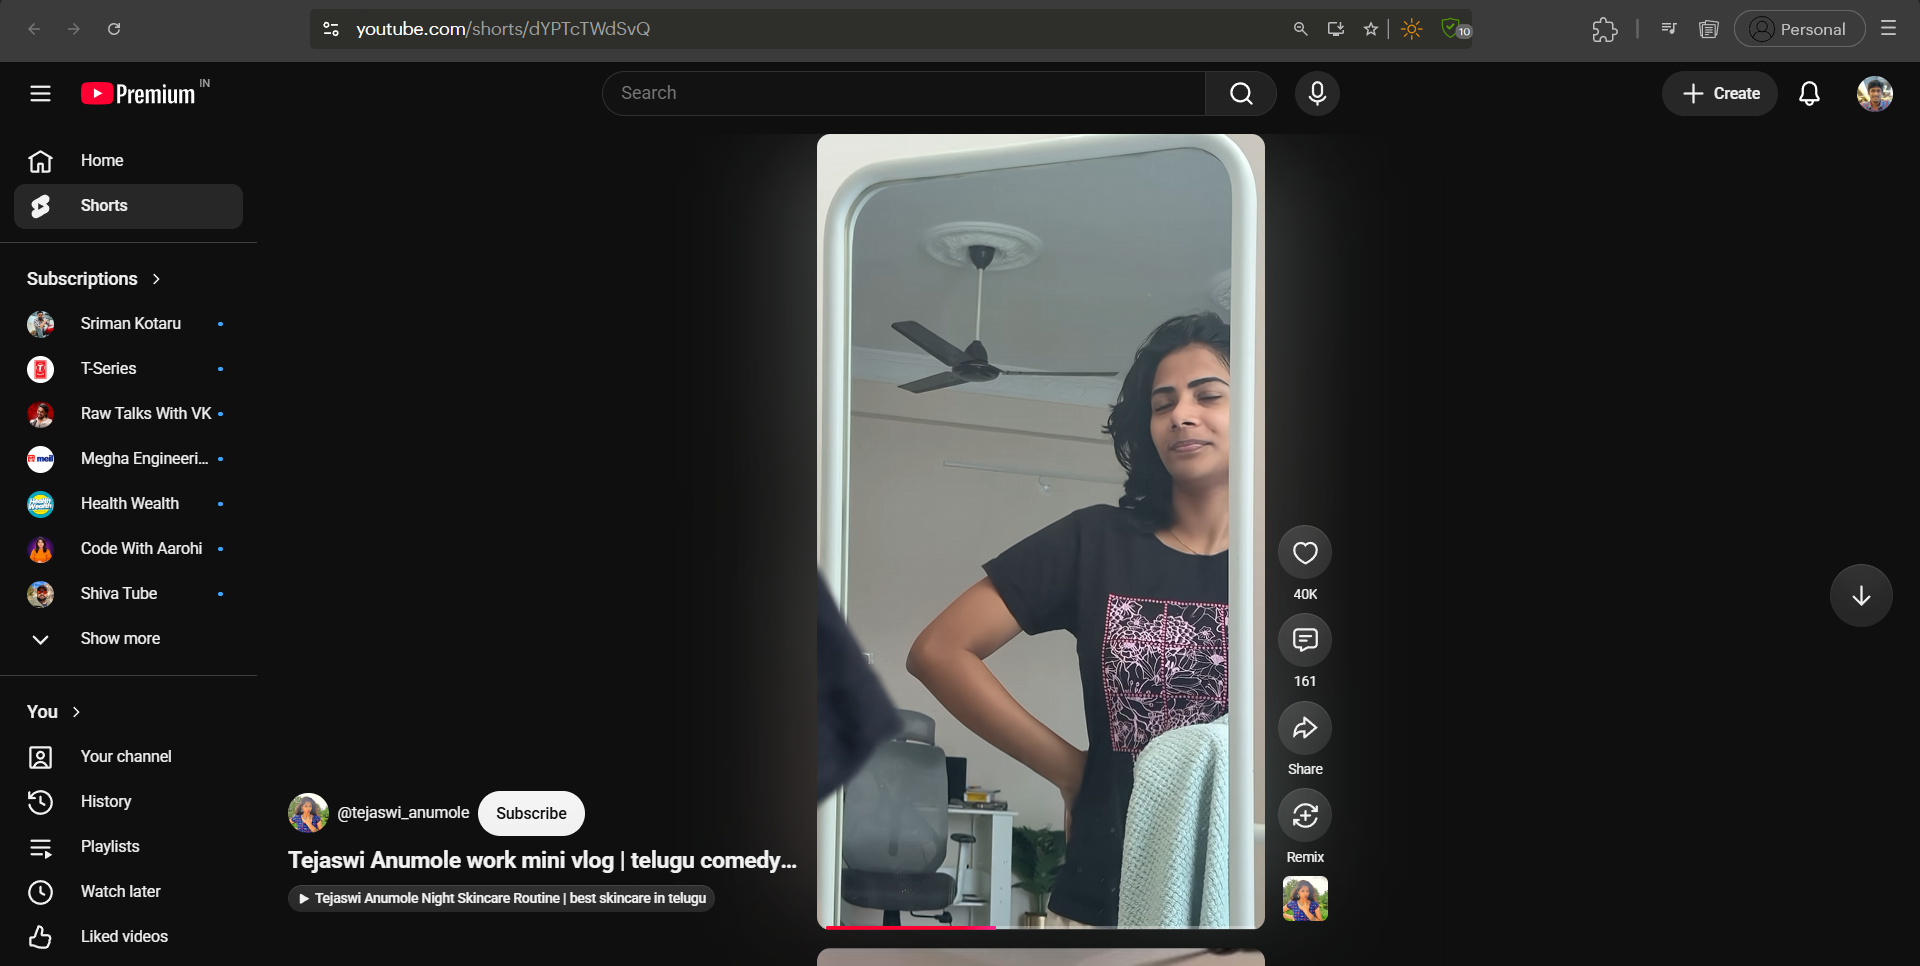 youtube.com/shorts/dYPTcTWdSvQ
10
Personal
Premium IN
Search
Create
Home
Shorts
Subscriptions
Sriman Kotaru
T-Series
Raw Talks With VK
Megha Engineeri...
Health Wealth
Code With Aarohi
Shiva Tube
Show more
You
Your channel
History
Playlists
Watch later
Liked videos
40K
161
Share
Remix
@tejaswi_anumole
Subscribe
Tejaswi Anumole work mini vlog | telugu comedy...
Tejaswi Anumole Night Skincare Routine | best skincare in telugu